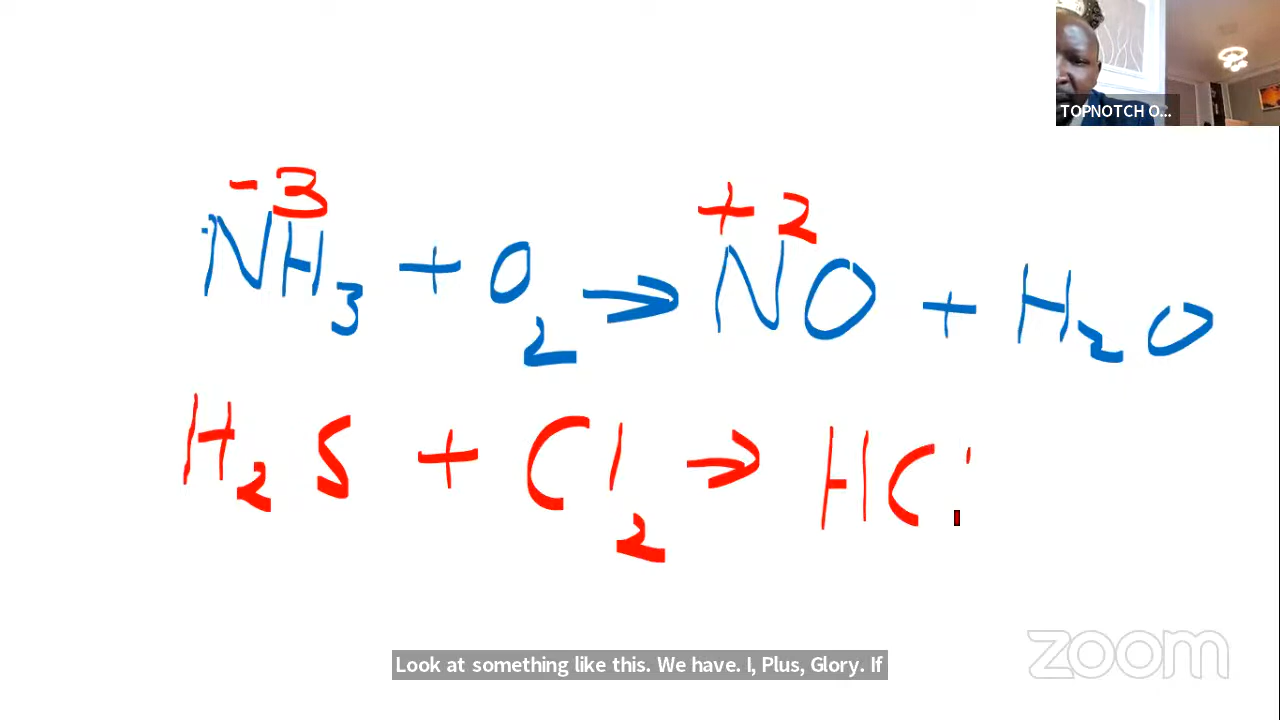 TOPNOTCH O...
-3 +2
NH3 + O2 → NO + H2O
H2S + Cl2 → HCl
Look at something like this. We have. I, Plus, Glory. If
zoom